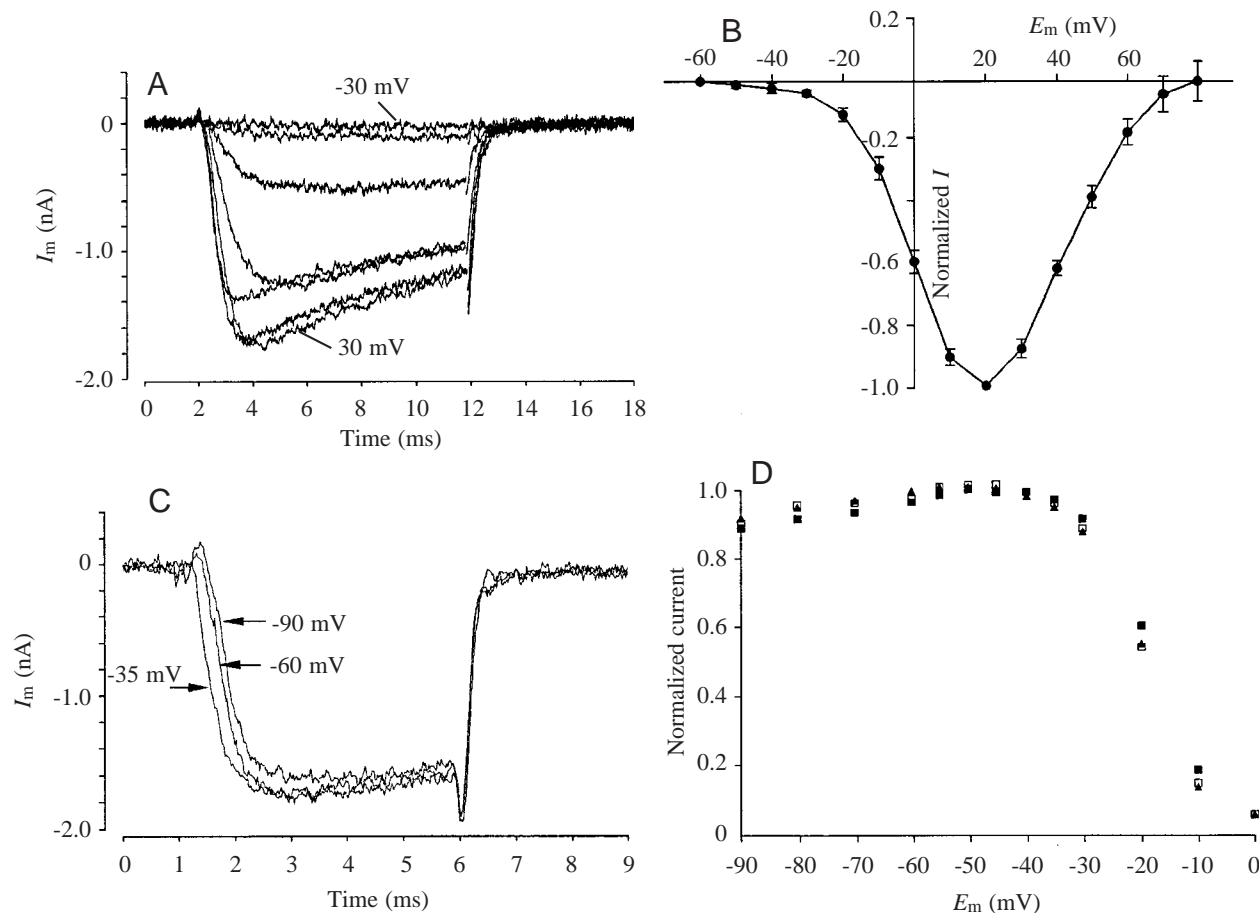 A
-30 mV
30 mV
0
-1.0
-2.0
I_m (nA)
0 2 4 6 8 10 12 14 16 18
Time (ms)
B
E_m (mV)
-60 -40 -20 20 40 60
0.2
-0.2
-0.4
-0.6
-0.8
-1.0
Normalized I
C
-90 mV
-60 mV
-35 mV
0
-1.0
-2.0
I_m (nA)
0 1 2 3 4 5 6 7 8 9
Time (ms)
D
1.0
0.8
0.6
0.4
0.2
0
Normalized current
-90 -80 -70 -60 -50 -40 -30 -20 -10 0
E_m (mV)